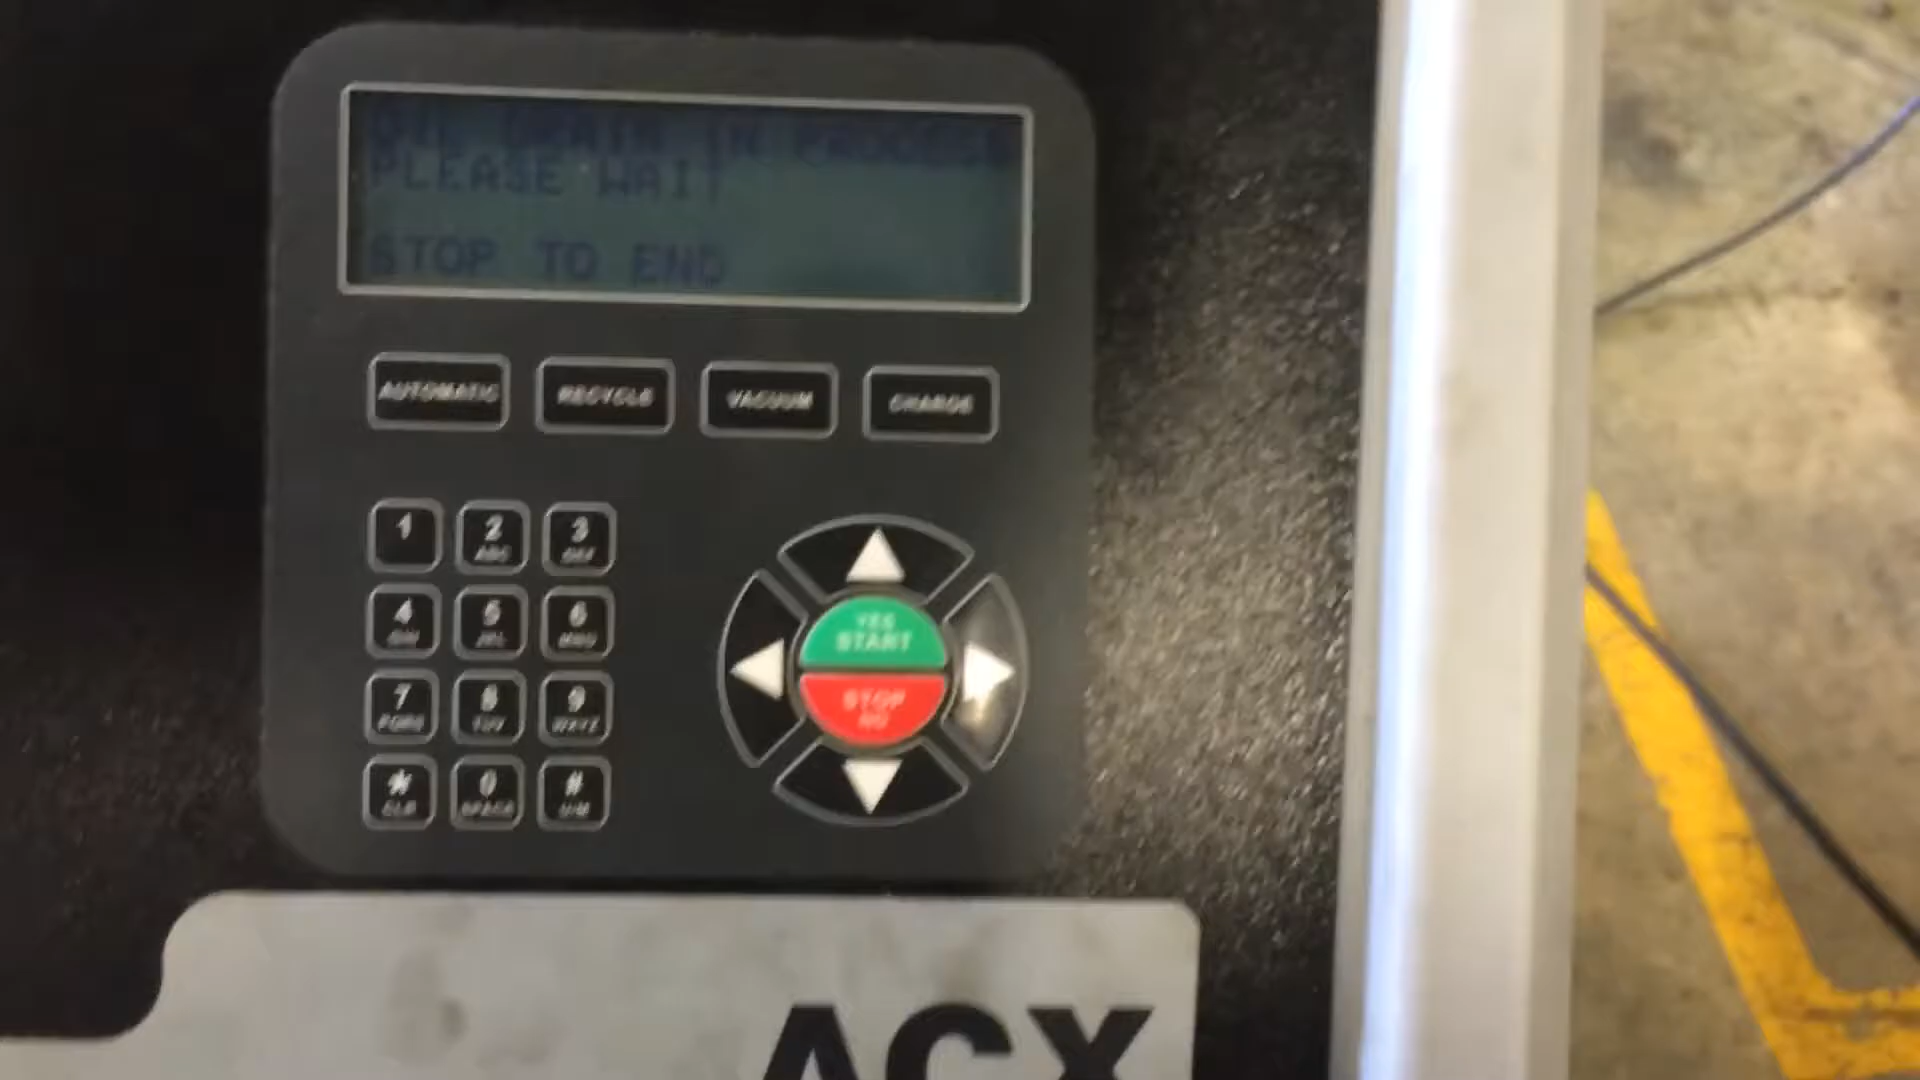 OIL DRAIN IN PROCESS
PLEASE WAIT
STOP TO END
AUTOMATIC RECYCLE VACUUM CHARGE
1 2 3
ABC DEF
4 5 6
GHI JKL MNO
7 8 9
PQRS TUV WXYZ
* 0 #
CLR SPACE U/M
YES
START
STOP
NO
ACX